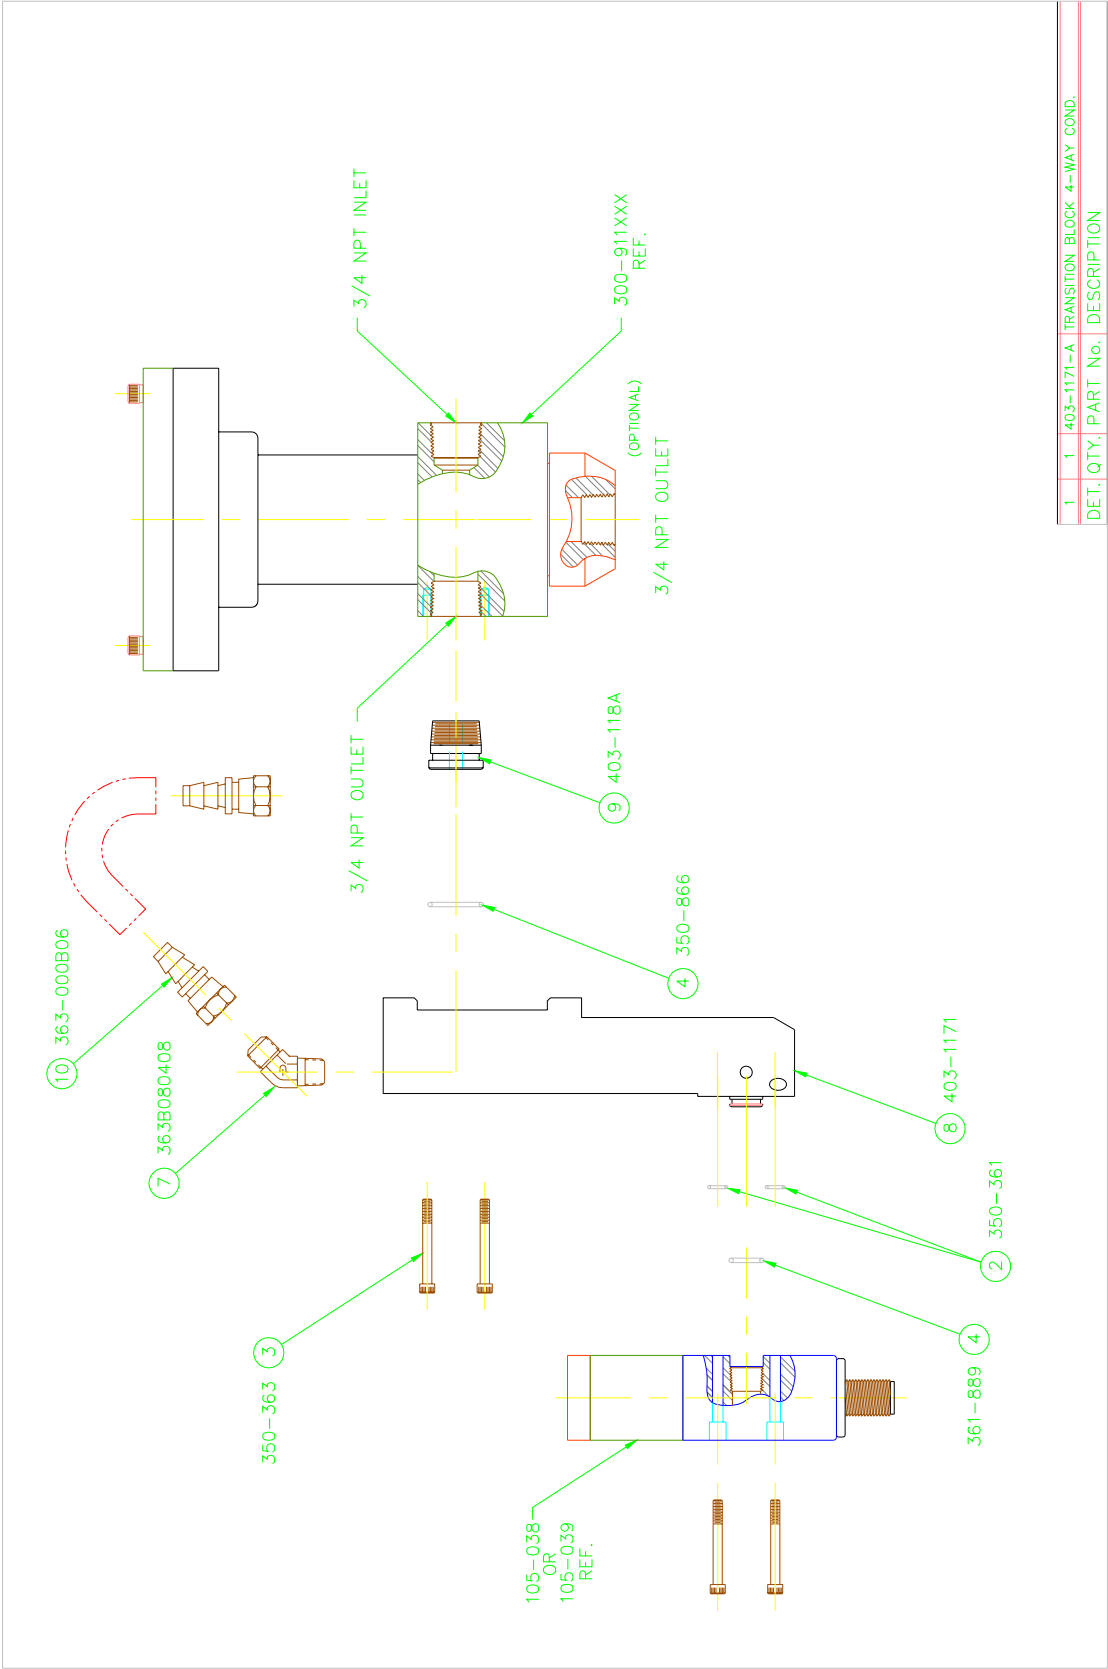 3/4 NPT INLET
300-911XXX
REF.
(OPTIONAL)
3/4 NPT OUTLET
3/4 NPT OUTLET
9 403-118A
4 350-866
10 363-000B06
7 363B080408
8 403-1171
2 350-361
3
350-363
4
361-889
105-038
OR
105-039
REF.
1 1 403-1171-A TRANSITION BLOCK 4-WAY COND.
DET. QTY. PART No. DESCRIPTION